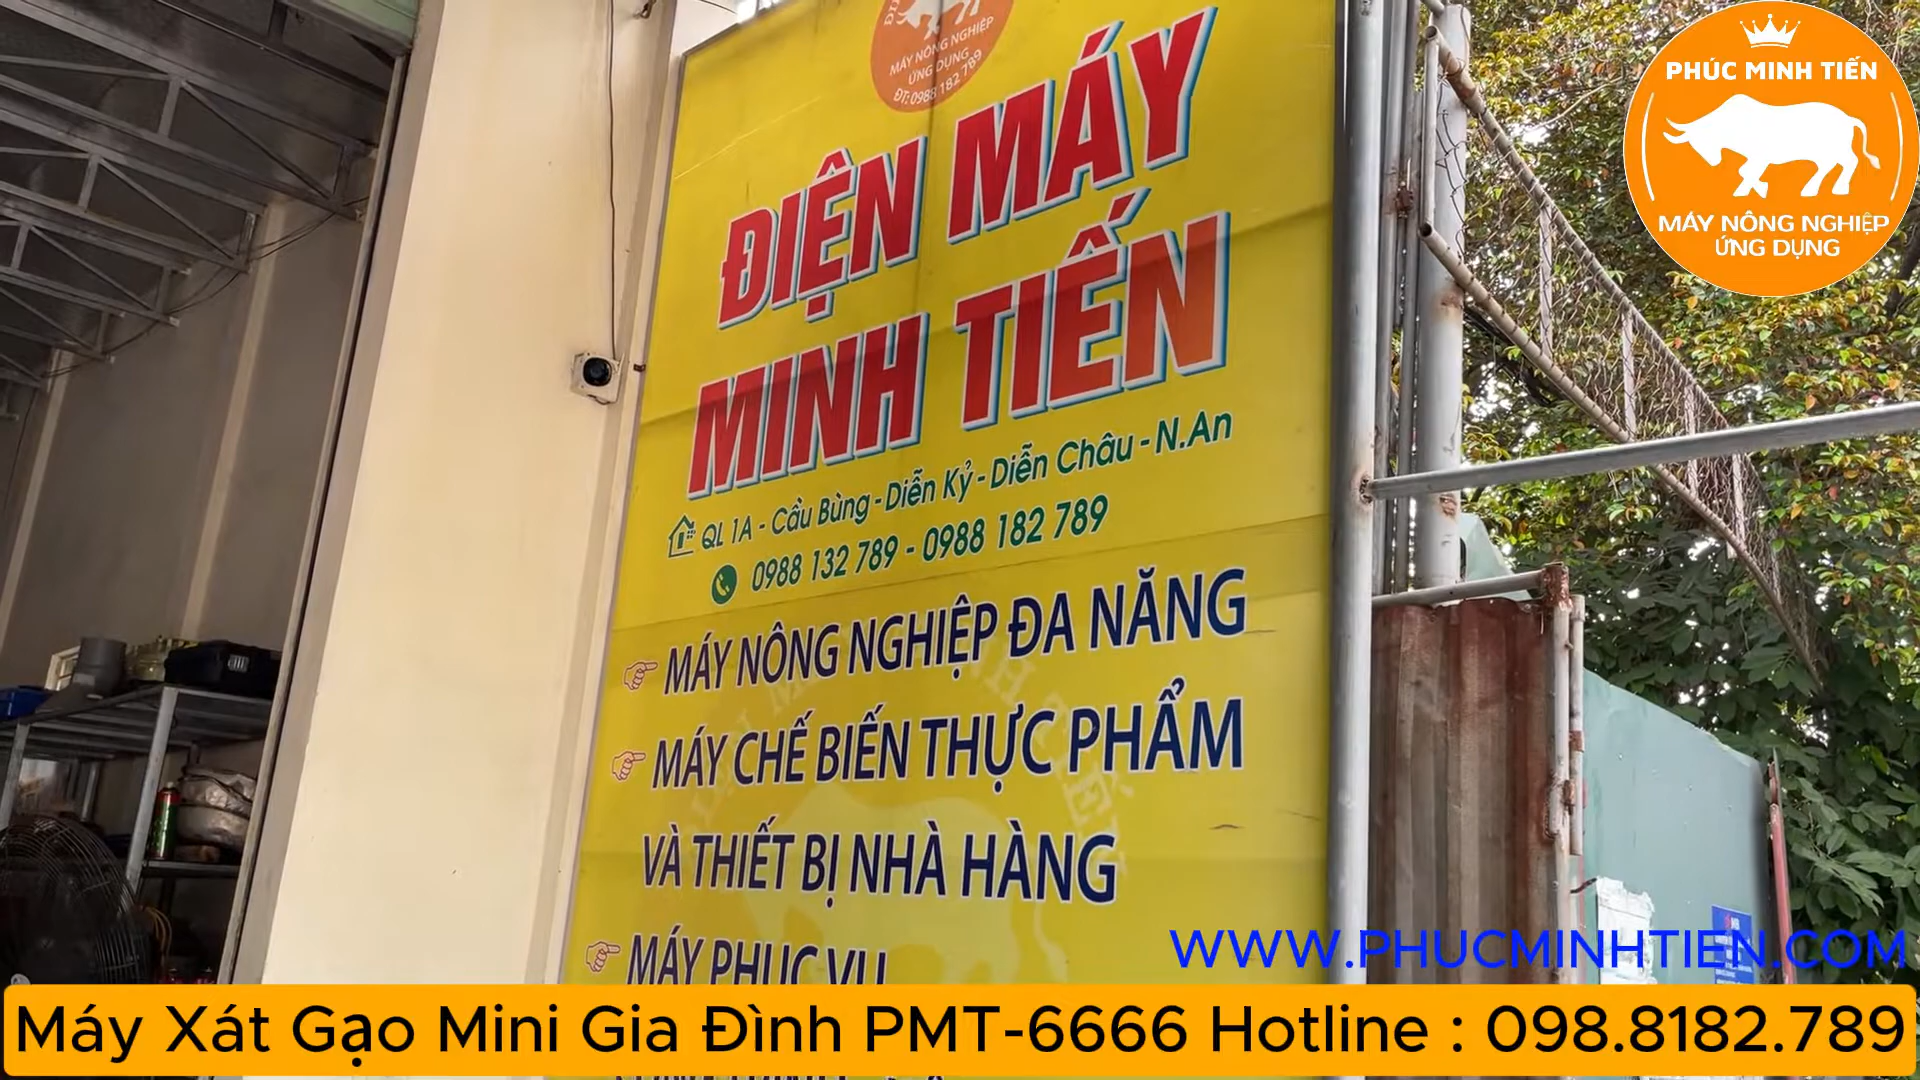 MÁY NÔNG NGHIỆP
ỨNG DỤNG
ĐT: 0988 182 789
ĐIỆN MÁY
MINH TIẾN
QL 1A - Cầu Bùng - Diễn Kỷ - Diễn Châu - N.An
0988 132 789 - 0988 182 789
MÁY NÔNG NGHIỆP ĐA NĂNG
MÁY CHẾ BIẾN THỰC PHẨM
VÀ THIẾT BỊ NHÀ HÀNG
MÁY PHỤC VỤ
PHÚC MINH TIẾN
MÁY NÔNG NGHIỆP
ỨNG DỤNG
WWW.PHUCMINHTIEN.COM
Máy Xát Gạo Mini Gia Đình PMT-6666 Hotline : 098.8182.789